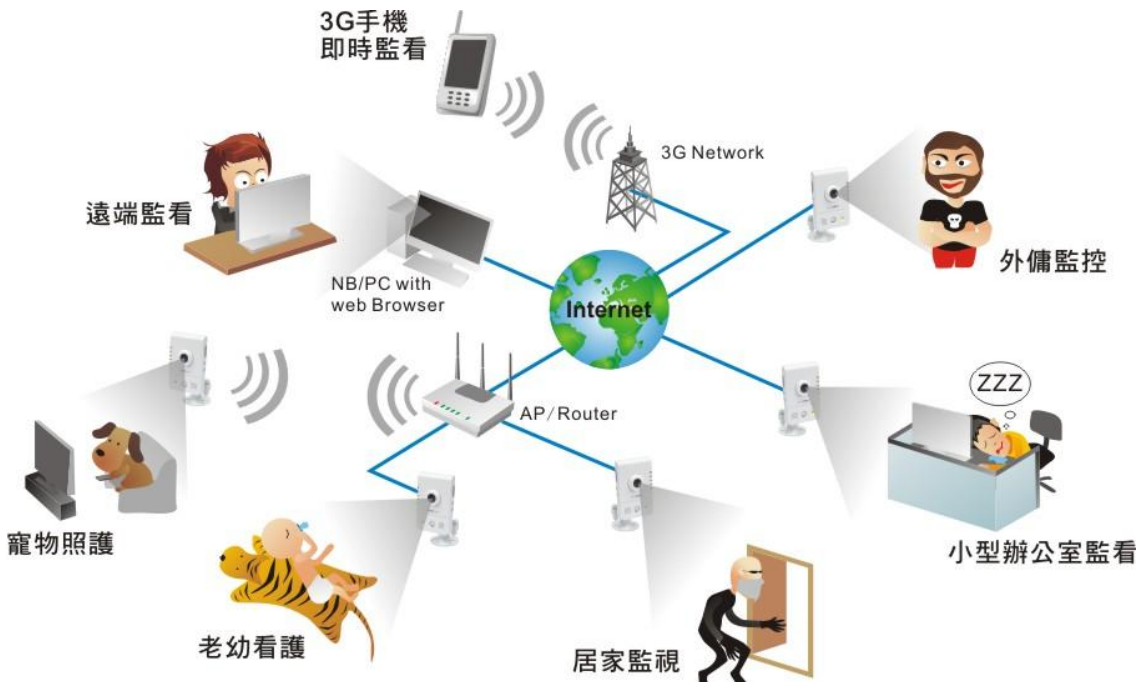 3G手機
即時監看
3G Network
遠端監看
外傭監控
NB/PC with
web Browser
Internet
ZZZ
AP/Router
寵物照護
小型辦公室監看
老幼看護
居家監視